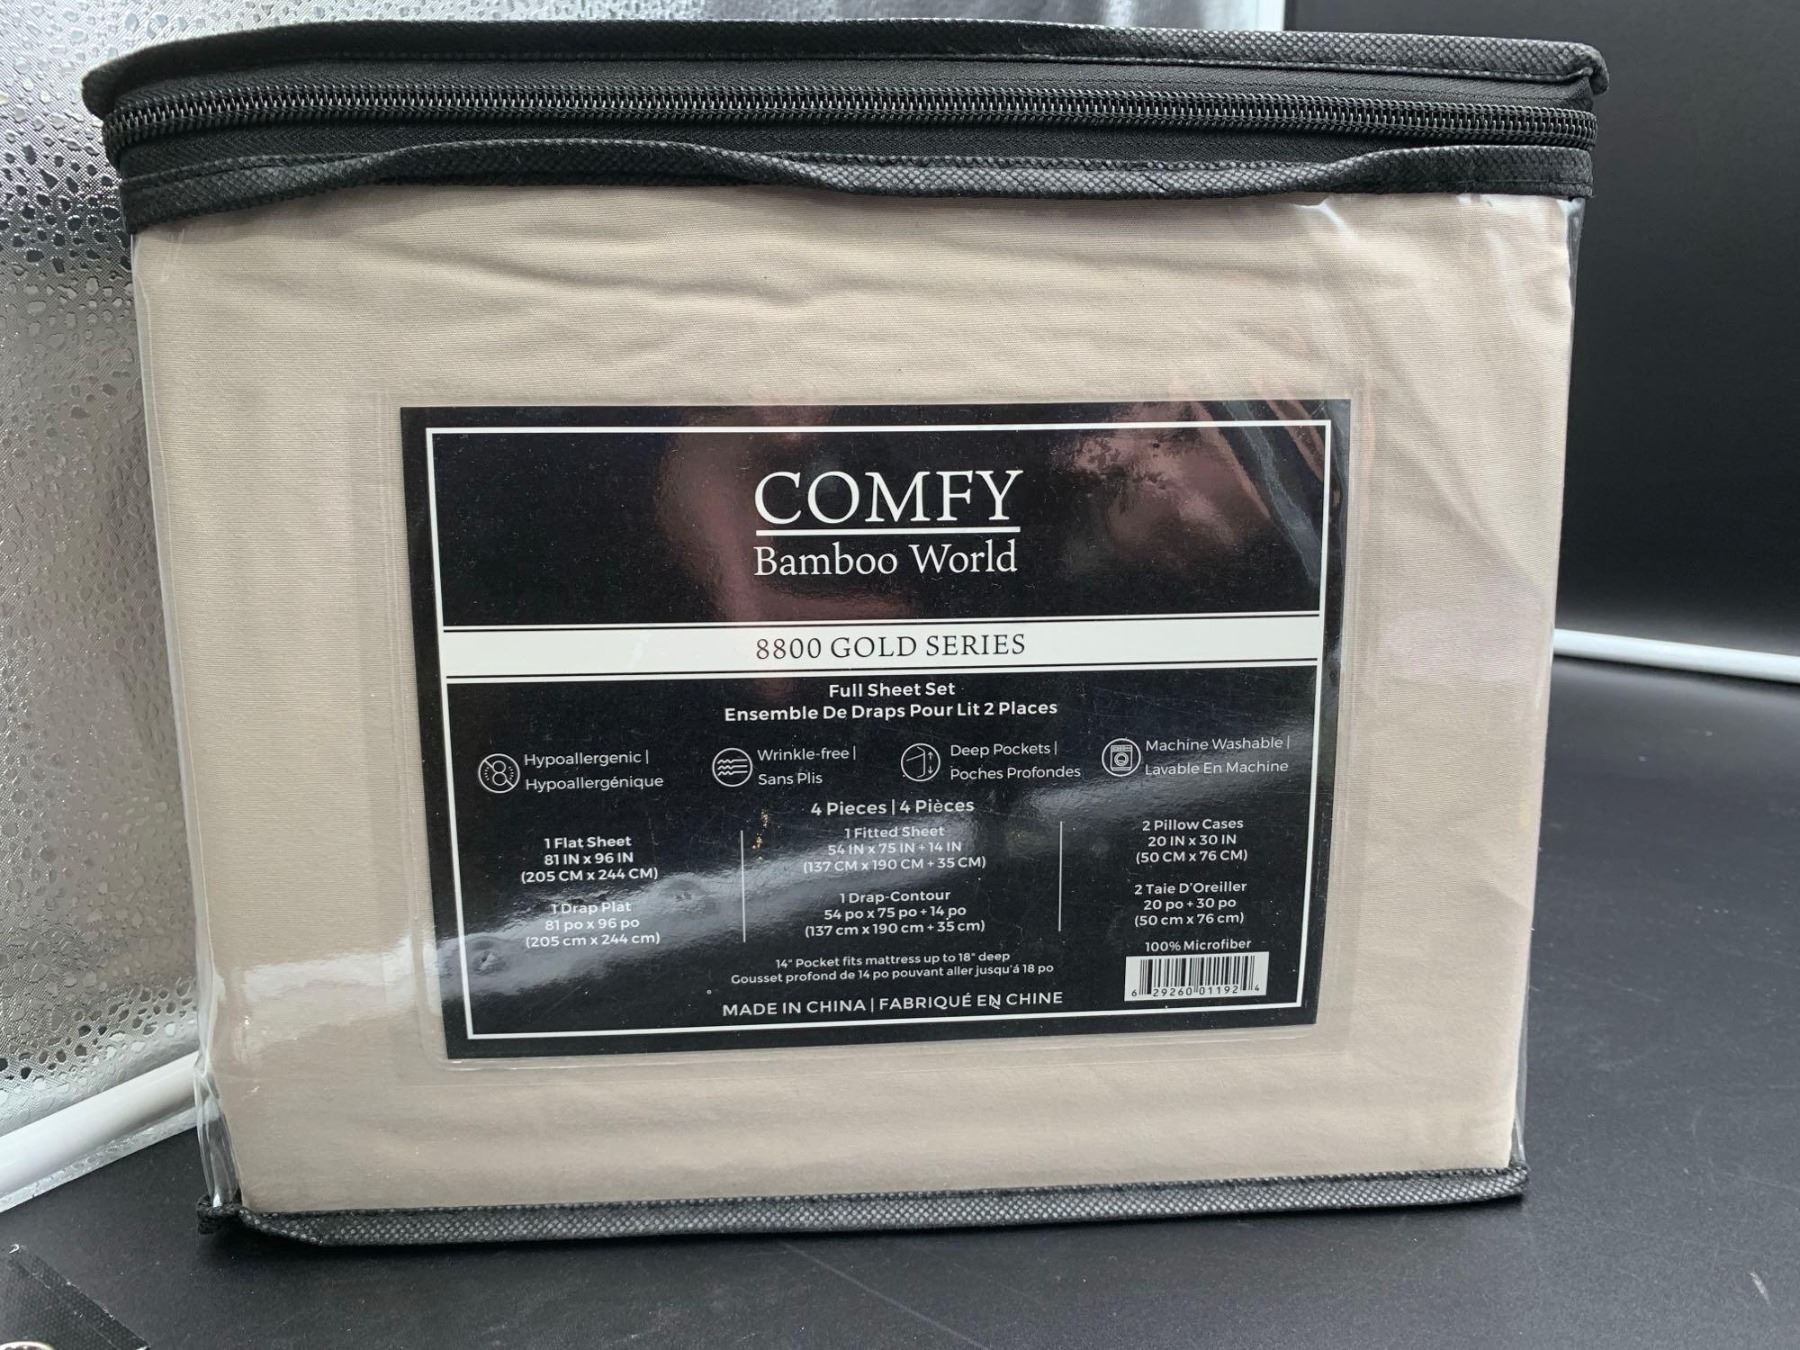 COMFY
Bamboo World
8800 GOLD SERIES
Full Sheet Set
Ensemble De Draps Pour Lit 2 Places
Hypoallergenic |
Hypoallergénique
Wrinkle-free |
Sans Plis
Deep Pockets |
Poches Profondes
Machine Washable |
Lavable En Machine
4 Pieces | 4 Pièces
1 Flat Sheet
81 IN x 96 IN
(205 CM x 244 CM)
1 Drap Plat
81 po x 96 po
(205 cm x 244 cm)
1 Fitted Sheet
54 IN x 75 IN + 14 IN
(137 CM x 190 CM + 35 CM)
1 Drap-Contour
54 po x 75 po + 14 po
(137 cm x 190 cm + 35 cm)
2 Pillow Cases
20 IN x 30 IN
(50 CM x 76 CM)
2 Taie D'Oreiller
20 po + 30 po
(50 cm x 76 cm)
14" Pocket fits mattress up to 18" deep
Gousset profond de 14 po pouvant aller jusqu'á 18 po
MADE IN CHINA | FABRIQUÉ EN CHINE
100% Microfiber
6 29260 01192 4